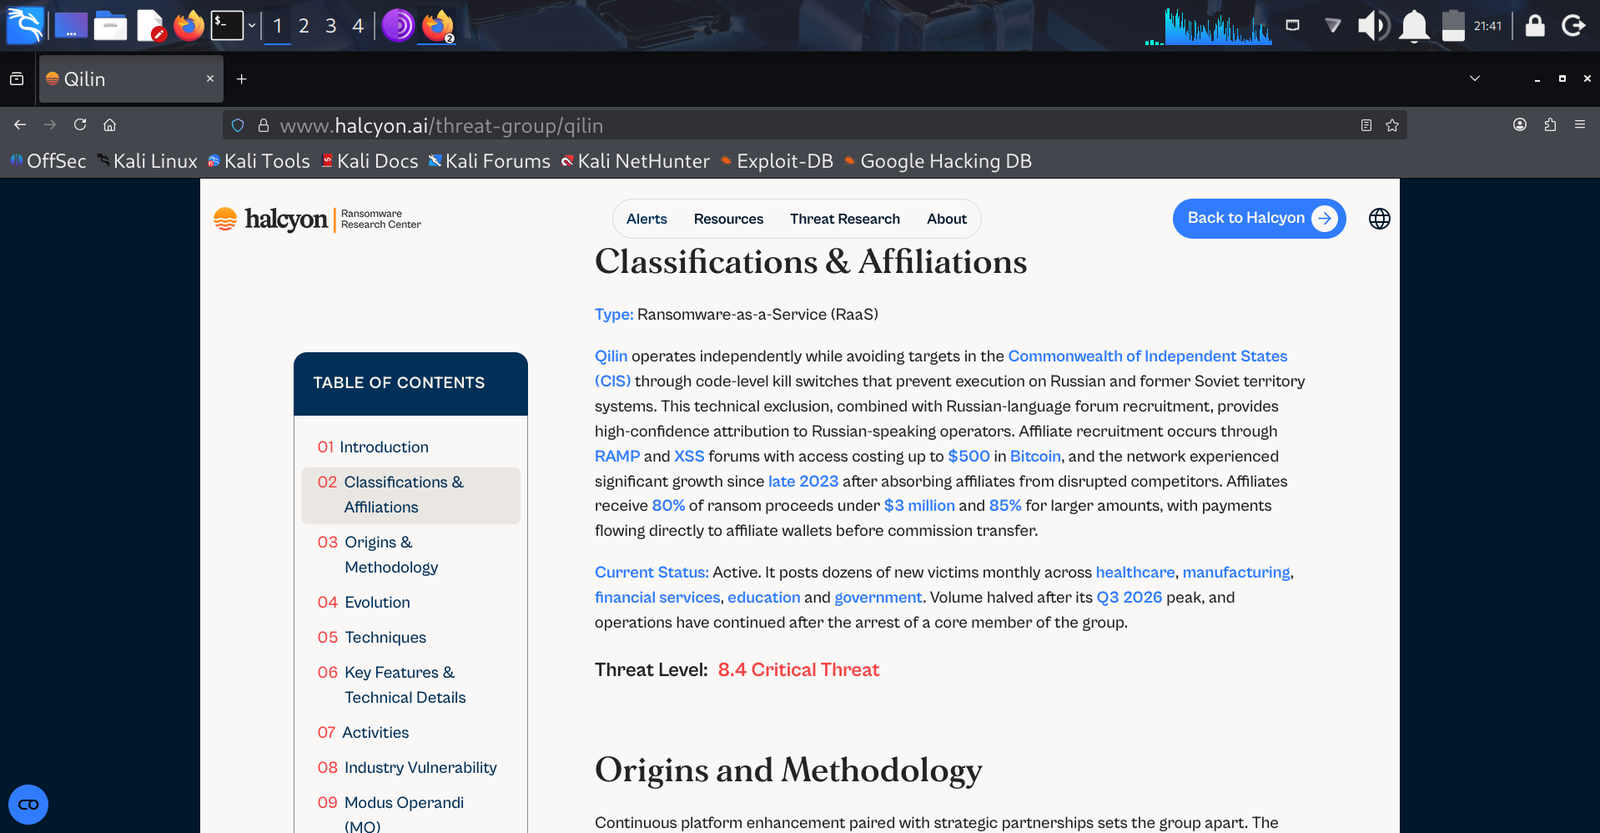 1 2 3 4
2
21:41
Qilin
www.halcyon.ai/threat-group/qilin
OffSec Kali Linux Kali Tools Kali Docs Kali Forums Kali NetHunter Exploit-DB Google Hacking DB
halcyon Ransomware
Research Center
Alerts Resources Threat Research About
Back to Halcyon
Classifications & Affiliations
Type: Ransomware-as-a-Service (RaaS)
Qilin operates independently while avoiding targets in the Commonwealth of Independent States
(CIS) through code-level kill switches that prevent execution on Russian and former Soviet territory
systems. This technical exclusion, combined with Russian-language forum recruitment, provides
high-confidence attribution to Russian-speaking operators. Affiliate recruitment occurs through
RAMP and XSS forums with access costing up to $500 in Bitcoin, and the network experienced
significant growth since late 2023 after absorbing affiliates from disrupted competitors. Affiliates
receive 80% of ransom proceeds under $3 million and 85% for larger amounts, with payments
flowing directly to affiliate wallets before commission transfer.
Current Status: Active. It posts dozens of new victims monthly across healthcare, manufacturing,
financial services, education and government. Volume halved after its Q3 2026 peak, and
operations have continued after the arrest of a core member of the group.
Threat Level: 8.4 Critical Threat
Origins and Methodology
Continuous platform enhancement paired with strategic partnerships sets the group apart. The
TABLE OF CONTENTS
01 Introduction
02 Classifications &
Affiliations
03 Origins &
Methodology
04 Evolution
05 Techniques
06 Key Features &
Technical Details
07 Activities
08 Industry Vulnerability
09 Modus Operandi
(MO)